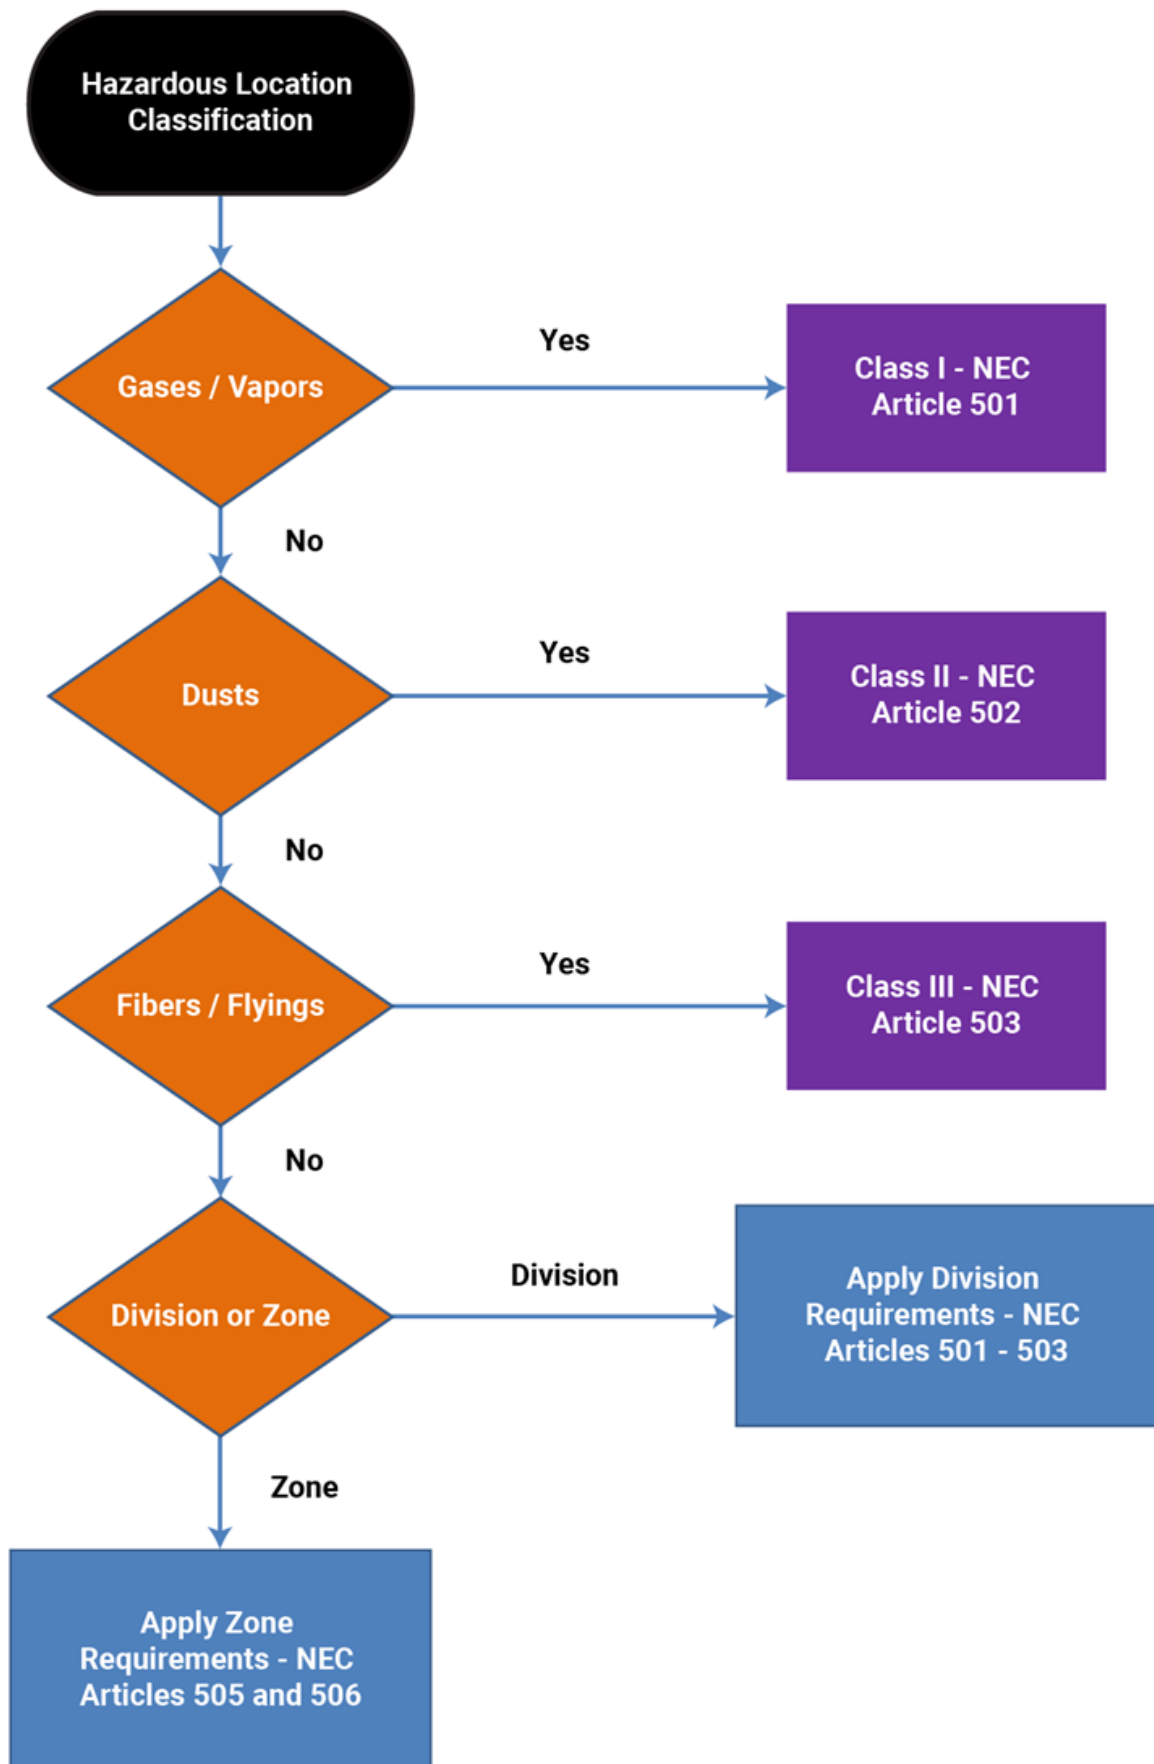 Hazardous Location
Classification
Gases / Vapors
Yes
Class I - NEC
Article 501
No
Dusts
Yes
Class II - NEC
Article 502
No
Fibers / Flyings
Yes
Class III - NEC
Article 503
No
Division or Zone
Division
Apply Division
Requirements - NEC
Articles 501 - 503
Zone
Apply Zone
Requirements - NEC
Articles 505 and 506